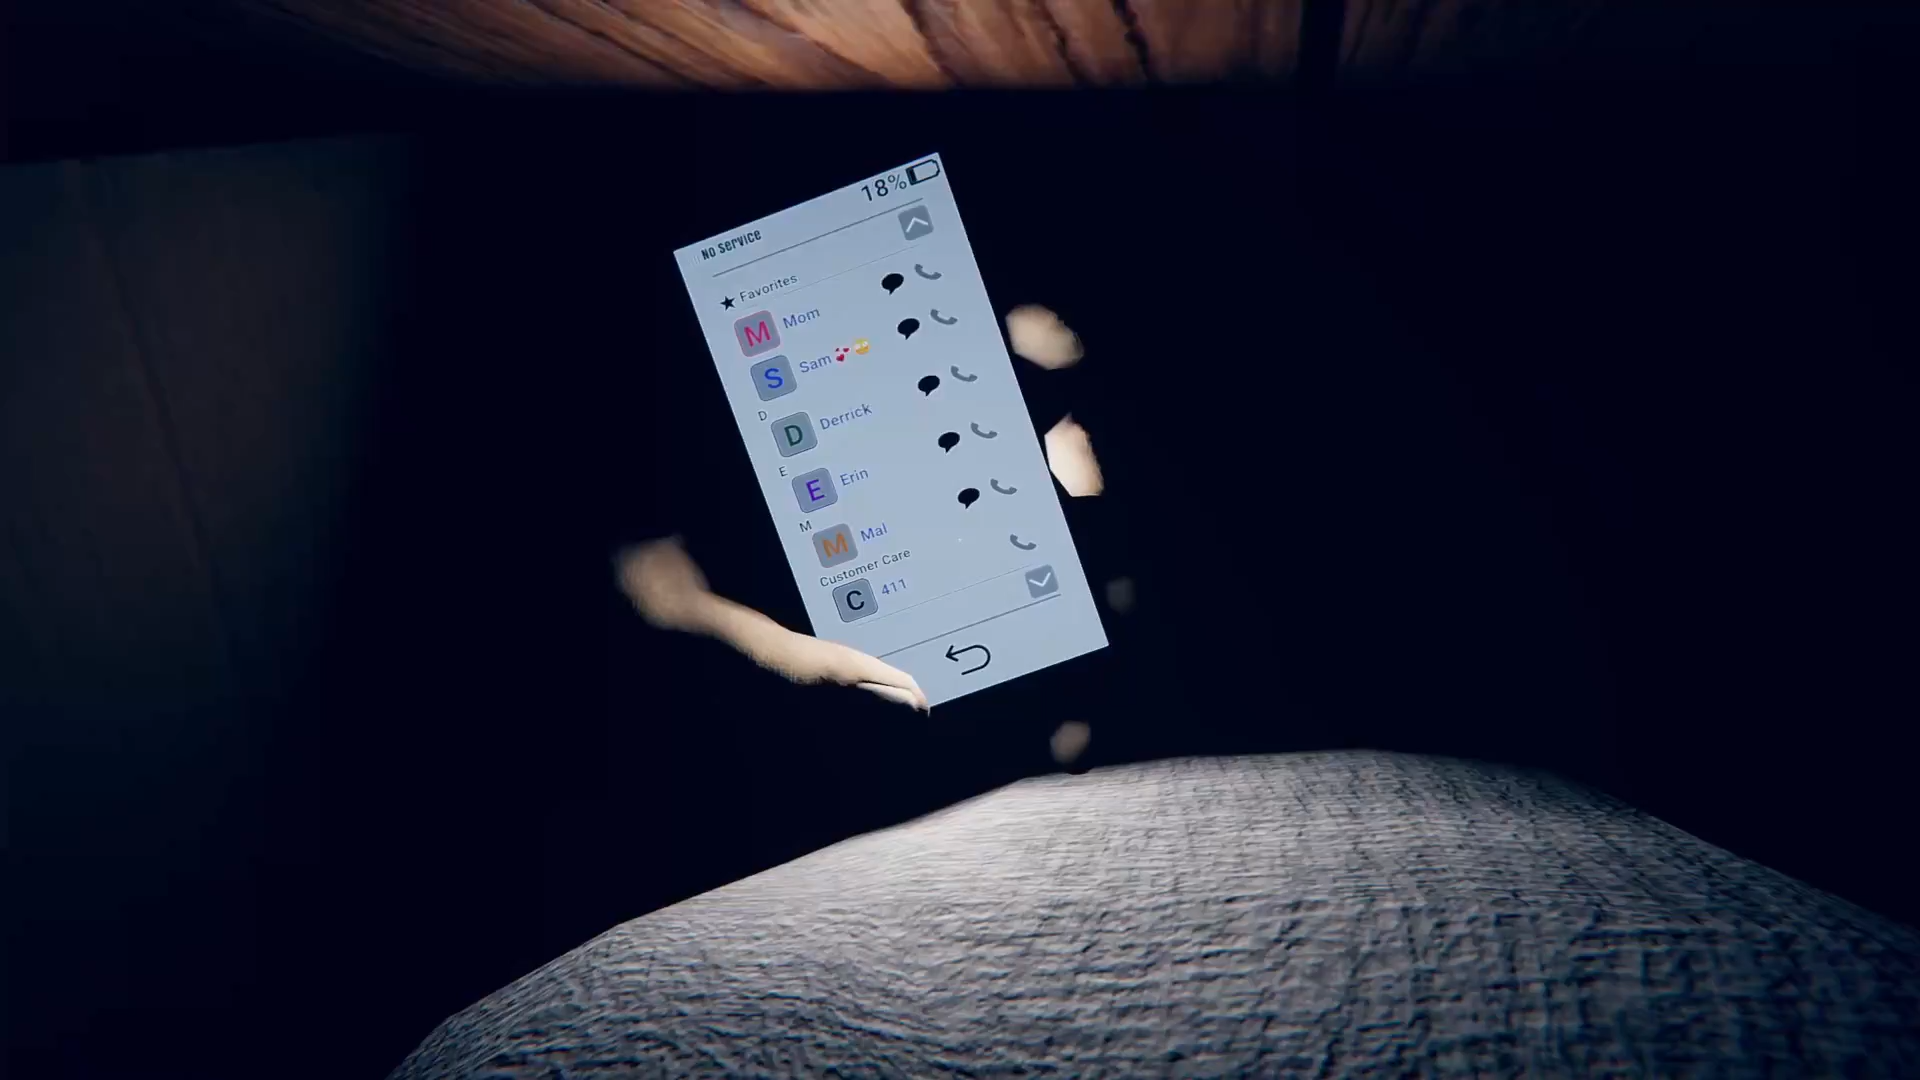 18%
No service
★ Favorites
M Mom
S Sam 💕😳
D
D Derrick
E
E Erin
M
M Mal
Customer Care
C 411